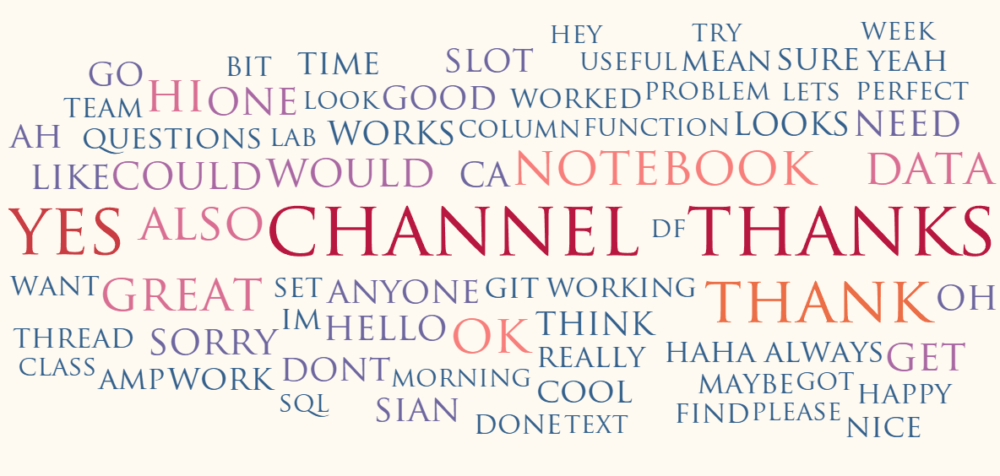 HEY TRY WEEK
GO BIT TIME SLOT USEFUL MEAN SURE YEAH
TEAM HI ONE LOOK GOOD WORKED PROBLEM LETS PERFECT
AH QUESTIONS LAB WORKS COLUMN FUNCTION LOOKS NEED
LIKE COULD WOULD CA NOTEBOOK DATA
YES ALSO CHANNEL DF THANKS
WANT GREAT SET ANYONE GIT WORKING THANK OH
THREAD SORRY IM HELLO OK THINK
CLASS AMP WORK DONT MORNING REALLY HAHA ALWAYS GET
SQL SIAN COOL MAYBE GOT HAPPY
DONE TEXT FIND PLEASE NICE